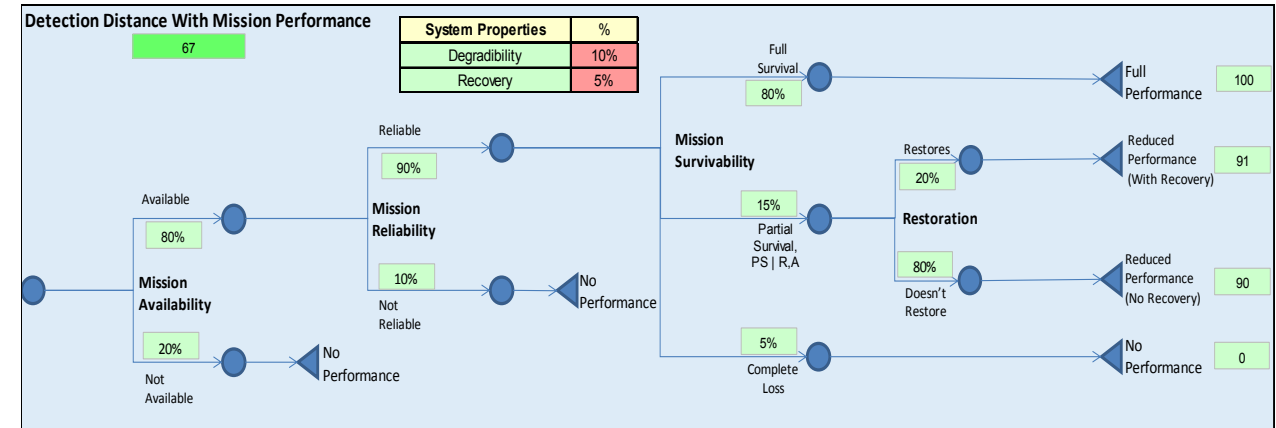 Detection Distance With Mission Performance
67
System Properties %
Degradibility 10%
Recovery 5%
Full
Survival
80%
Full
Performance
100
Reliable
90%
Mission
Reliability
10%
Not
Reliable
No
Performance
Available
80%
Mission
Availability
20%
Not
Available
No
Performance
Mission
Survivability
15%
Partial
Survival,
PS | R,A
Restores
20%
Restoration
80%
Doesn't
Restore
Reduced
Performance
(With Recovery)
91
Reduced
Performance
(No Recovery)
90
5%
Complete
Loss
No
Performance
0